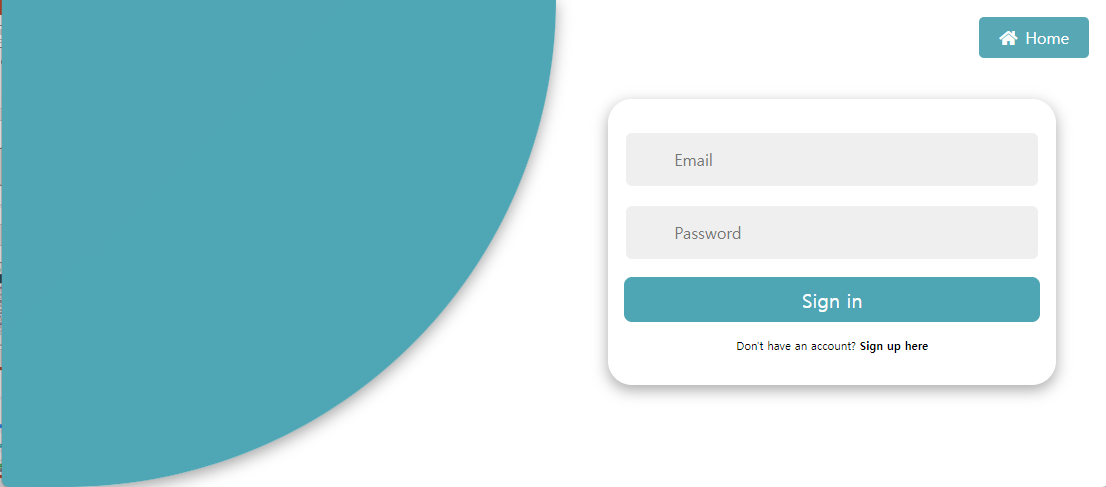 Home
Email
Password
Sign in
Don't have an account? Sign up here